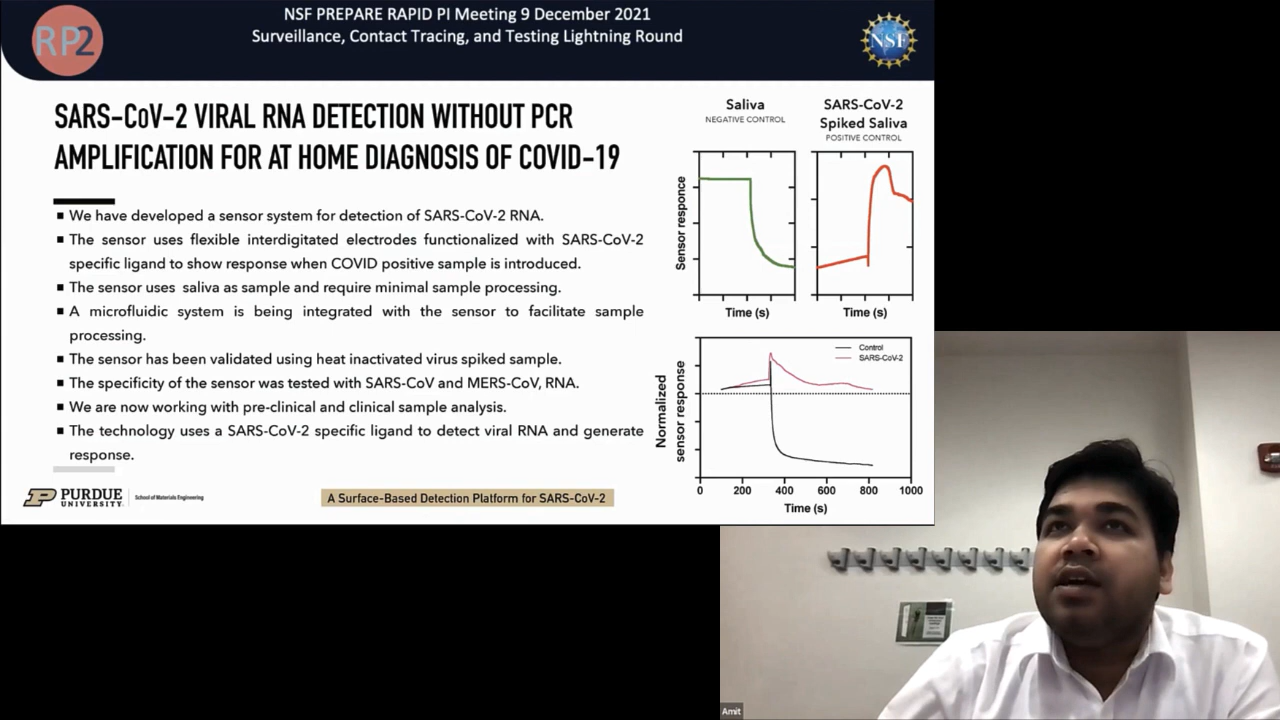 RP2
NSF PREPARE RAPID PI Meeting 9 December 2021
Surveillance, Contact Tracing, and Testing Lightning Round
NSF
SARS-CoV-2 VIRAL RNA DETECTION WITHOUT PCR
AMPLIFICATION FOR AT HOME DIAGNOSIS OF COVID-19
▪ We have developed a sensor system for detection of SARS-CoV-2 RNA.
▪ The sensor uses flexible interdigitated electrodes functionalized with SARS-CoV-2
specific ligand to show response when COVID positive sample is introduced.
▪ The sensor uses saliva as sample and require minimal sample processing.
▪ A microfluidic system is being integrated with the sensor to facilitate sample
processing.
▪ The sensor has been validated using heat inactivated virus spiked sample.
▪ The specificity of the sensor was tested with SARS-CoV and MERS-CoV, RNA.
▪ We are now working with pre-clinical and clinical sample analysis.
▪ The technology uses a SARS-CoV-2 specific ligand to detect viral RNA and generate
response.
P PURDUE
UNIVERSITY®
School of Materials Engineering
A Surface-Based Detection Platform for SARS-CoV-2
Saliva
NEGATIVE CONTROL
SARS-CoV-2
Spiked Saliva
POSITIVE CONTROL
Sensor responce
Time (s)
Time (s)
Control
SARS-CoV-2
Normalized
sensor response
0 200 400 600 800 1000
Time (s)
Amit